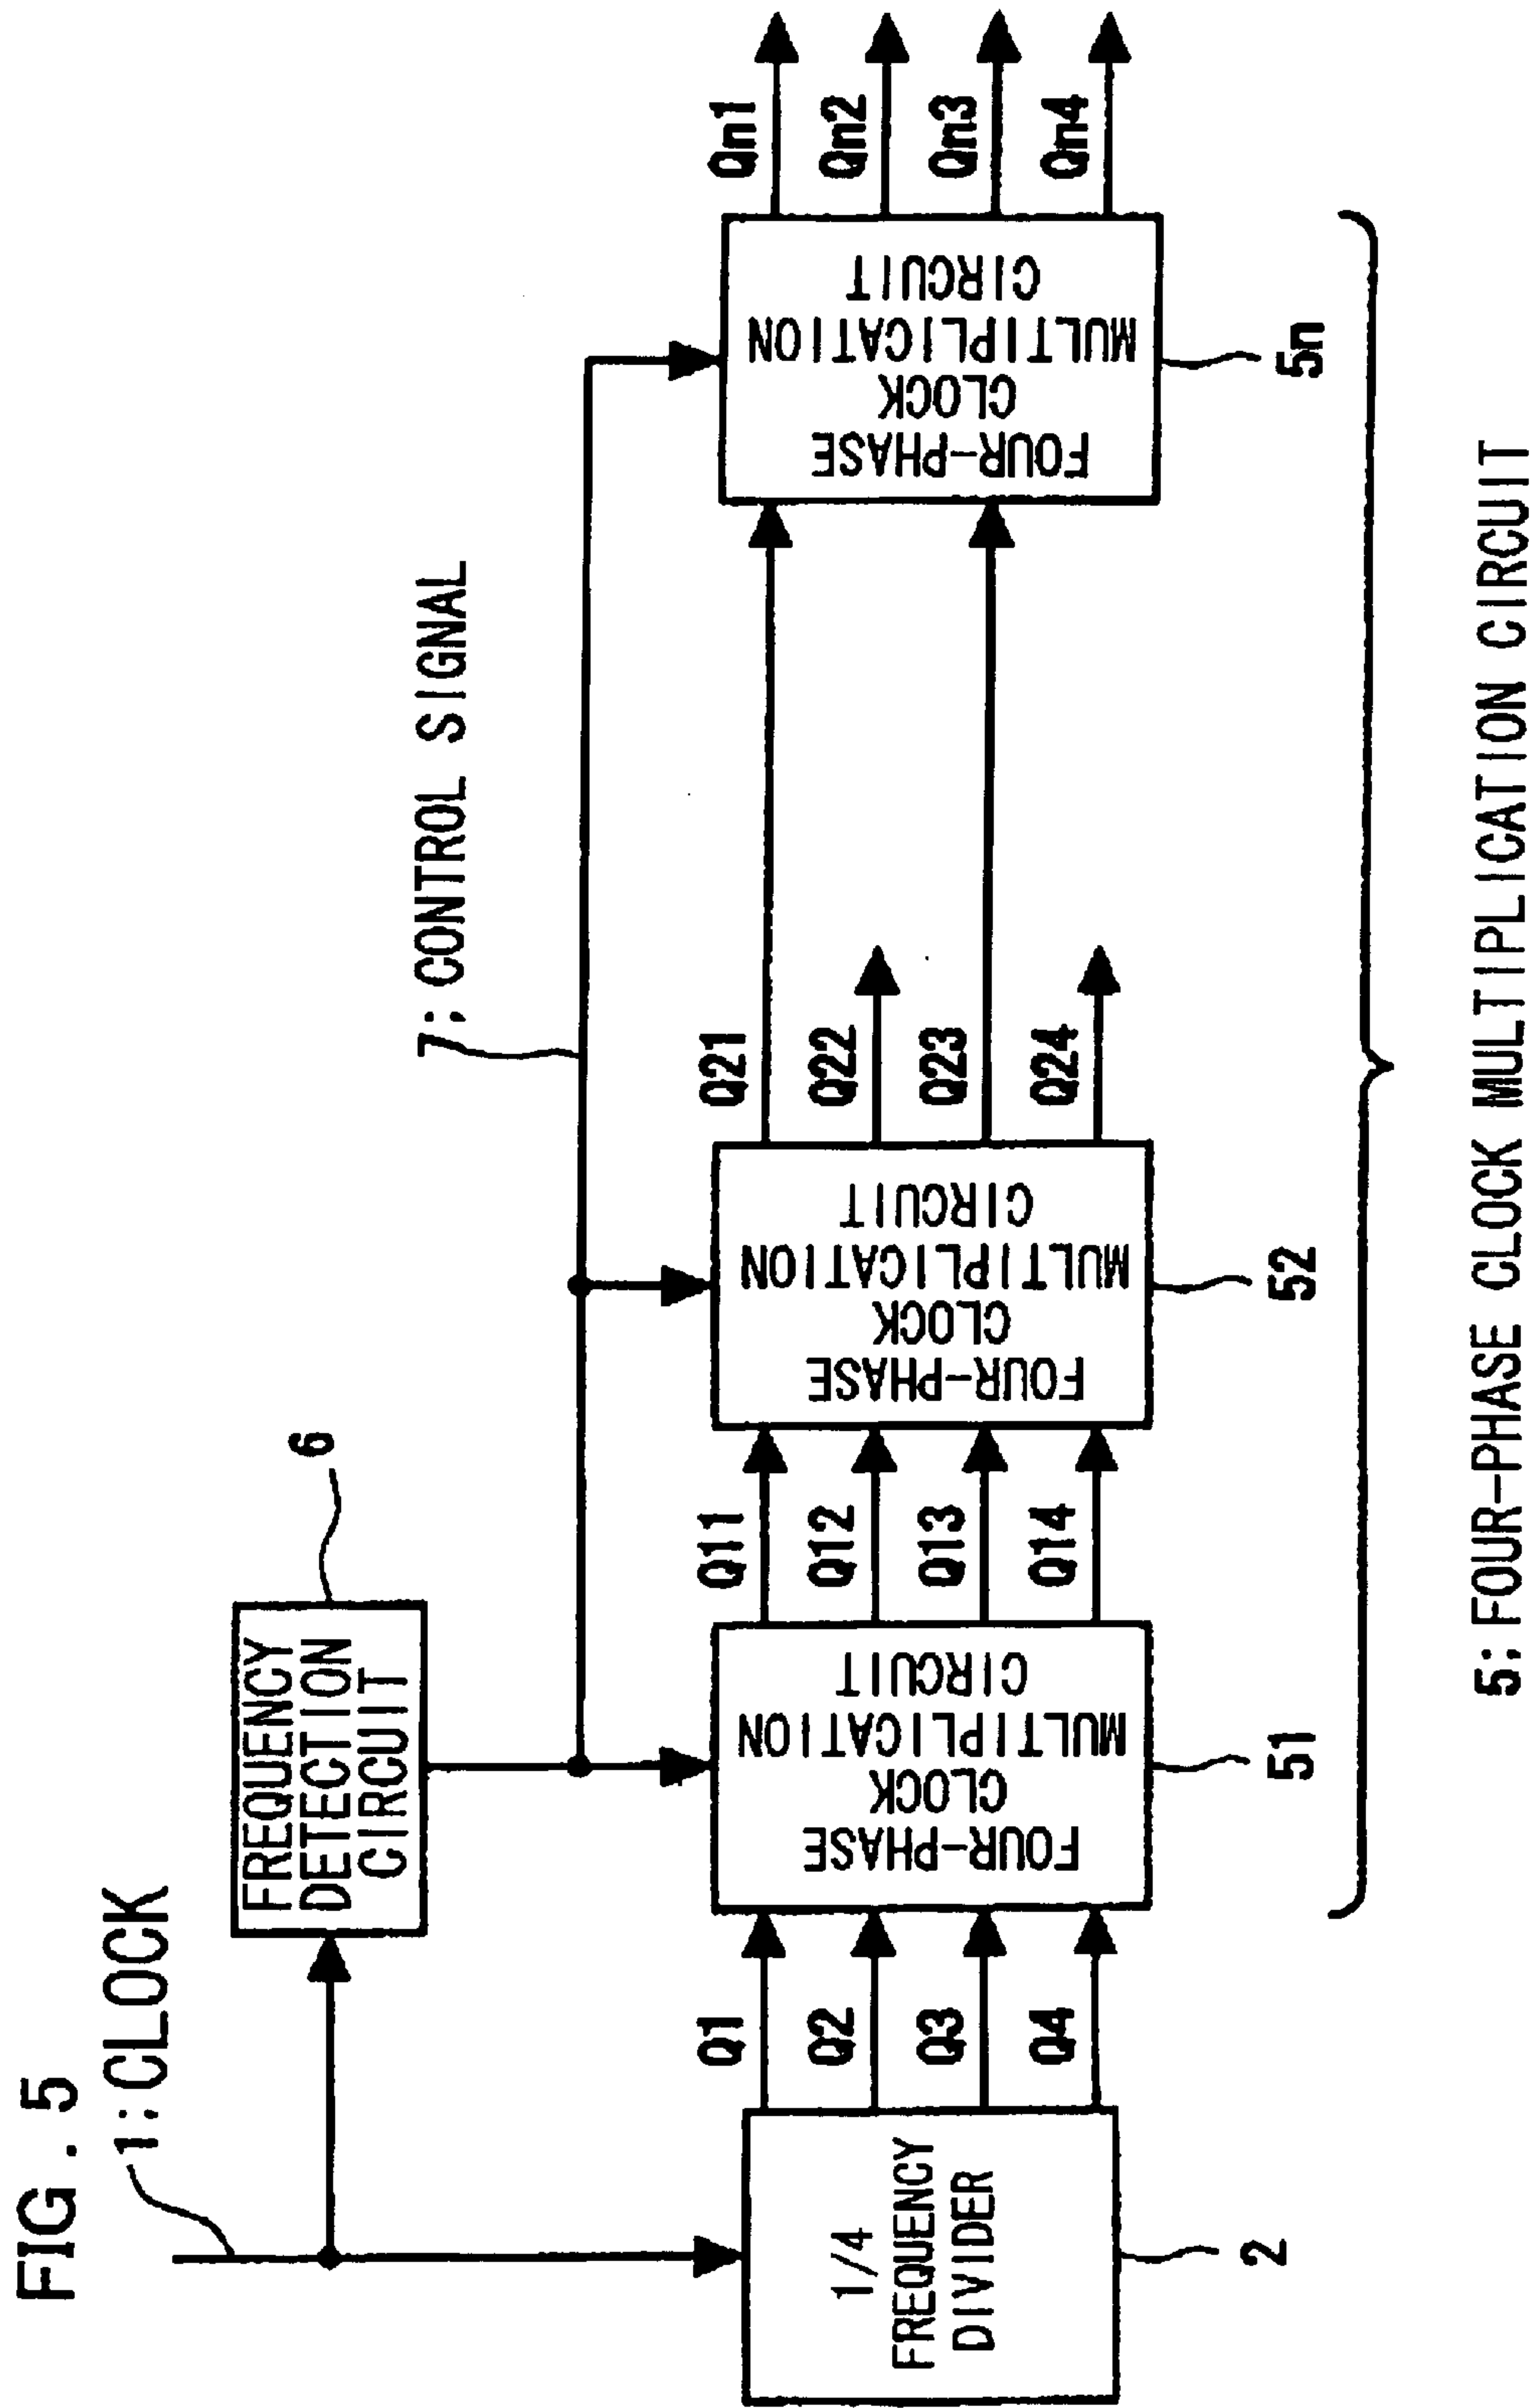 FIG. 5
1:CLOCK
FREQUENCY
DETECTION
CIRCUIT
6
7:CONTROL SIGNAL
1/4
FREQUENCY
DIVIDER
2
Q1
Q2
Q3
Q4
FOUR-PHASE
CLOCK
MULTIPLICATION
CIRCUIT
51
Q11
Q12
Q13
Q14
FOUR-PHASE
CLOCK
MULTIPLICATION
CIRCUIT
52
Q21
Q22
Q23
Q24
FOUR-PHASE
CLOCK
MULTIPLICATION
CIRCUIT
5n
Qn1
Qn2
Qn3
Qn4
5:FOUR-PHASE CLOCK MULTIPLICATION CIRCUIT